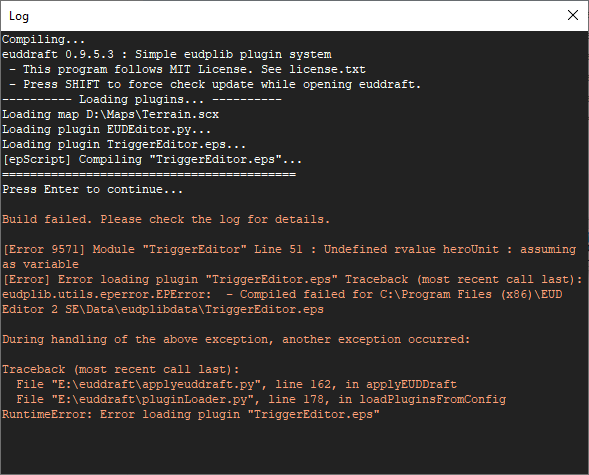 Log
Compiling...
euddraft 0.9.5.3 : Simple eudplib plugin system
 - This program follows MIT License. See license.txt
 - Press SHIFT to force check update while opening euddraft.
---------- Loading plugins... ----------
Loading map D:\Maps\Terrain.scx
Loading plugin EUDEditor.py...
Loading plugin TriggerEditor.eps...
[epScript] Compiling "TriggerEditor.eps"...
==========================================
Press Enter to continue...
Build failed. Please check the log for details.
[Error 9571] Module "TriggerEditor" Line 51 : Undefined rvalue heroUnit : assuming
as variable
[Error] Error loading plugin "TriggerEditor.eps" Traceback (most recent call last):
eudplib.utils.eperror.EPError:  - Compiled failed for C:\Program Files (x86)\EUD
Editor 2 SE\Data\eudplibdata\TriggerEditor.eps
During handling of the above exception, another exception occurred:
Traceback (most recent call last):
  File "E:\euddraft\applyeuddraft.py", line 162, in applyEUDDraft
  File "E:\euddraft\pluginLoader.py", line 178, in loadPluginsFromConfig
RuntimeError: Error loading plugin "TriggerEditor.eps"